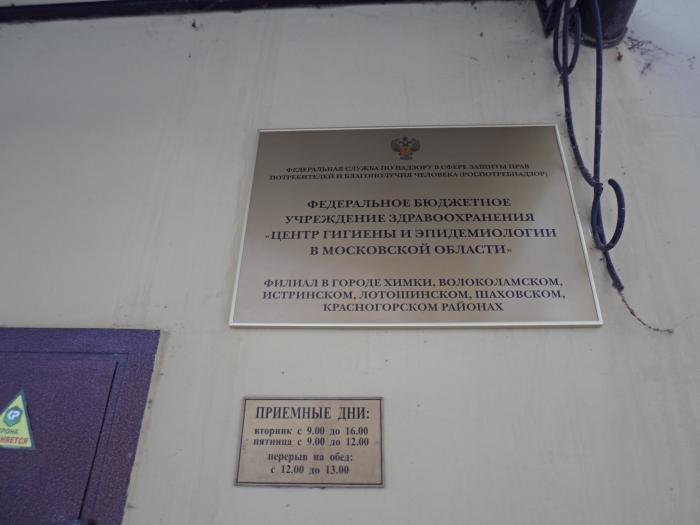 ФЕДЕРАЛЬНАЯ СЛУЖБА ПО НАДЗОРУ В СФЕРЕ ЗАЩИТЫ ПРАВ
ПОТРЕБИТЕЛЕЙ И БЛАГОПОЛУЧИЯ ЧЕЛОВЕКА (РОСПОТРЕБНАДЗОР)
ФЕДЕРАЛЬНОЕ БЮДЖЕТНОЕ
УЧРЕЖДЕНИЕ ЗДРАВООХРАНЕНИЯ
«ЦЕНТР ГИГИЕНЫ И ЭПИДЕМИОЛОГИИ
В МОСКОВСКОЙ ОБЛАСТИ»
ФИЛИАЛ В ГОРОДЕ ХИМКИ, ВОЛОКОЛАМСКОМ,
ИСТРИНСКОМ, ЛОТОШИНСКОМ, ШАХОВСКОМ,
КРАСНОГОРСКОМ РАЙОНАХ
ПРИЕМНЫЕ ДНИ:
вторник с 9.00 до 16.00
пятница с 9.00 до 12.00
перерыв на обед:
с 12.00 до 13.00